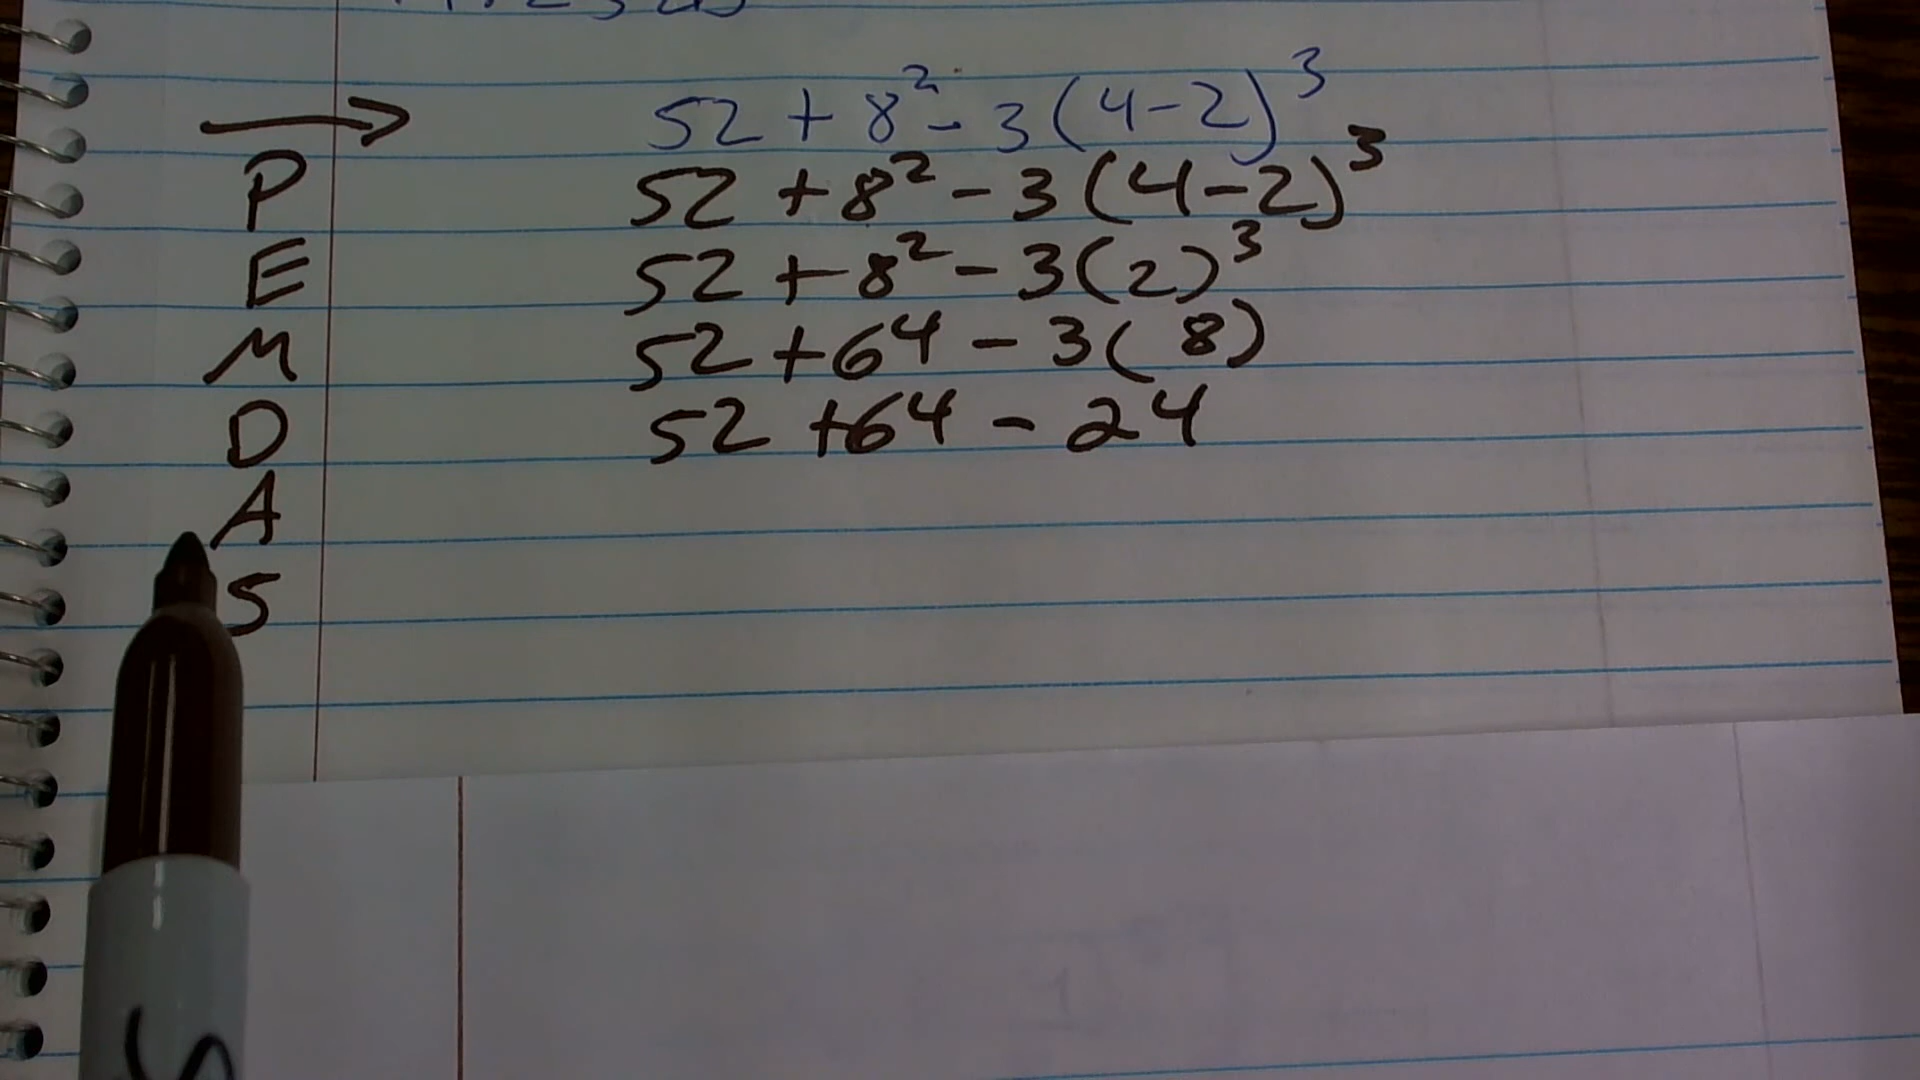 52 + 8² - 3(4-2)³
P 52 + 8² - 3(4-2)³
E 52 + 8² - 3(2)³
M 52 + 64 - 3(8)
D 52 + 64 - 24
A
S